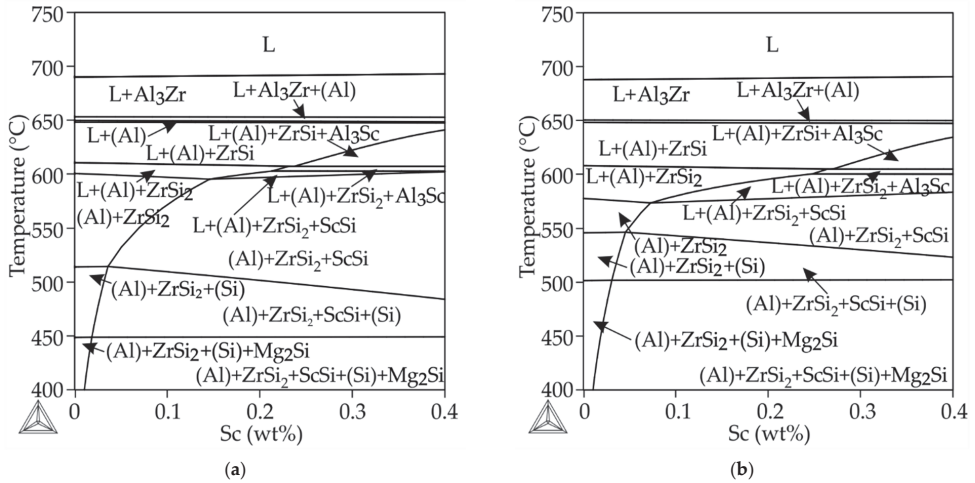 750
700
650
600
550
500
450
400
Temperature (°C)
L
L+Al3Zr
L+Al3Zr+(Al)
L+(Al)
L+(Al)+ZrSi+Al3Sc
L+(Al)+ZrSi
L+(Al)+ZrSi2
L+(Al)+ZrSi2+Al3Sc
(Al)+ZrSi2
L+(Al)+ZrSi2+ScSi
(Al)+ZrSi2+ScSi
(Al)+ZrSi2+(Si)
(Al)+ZrSi2+ScSi+(Si)
(Al)+ZrSi2+(Si)+Mg2Si
(Al)+ZrSi2+ScSi+(Si)+Mg2Si
0 0.1 0.2 0.3 0.4
Sc (wt%)
(a)
750
700
650
600
550
500
450
400
Temperature (°C)
L
L+Al3Zr
L+Al3Zr+(Al)
L+(Al)+ZrSi+Al3Sc
L+(Al)+ZrSi
L+(Al)+ZrSi2
L+(Al)+ZrSi2+Al3Sc
L+(Al)+ZrSi2+ScSi
(Al)+ZrSi2+ScSi
(Al)+ZrSi2
(Al)+ZrSi2+(Si)
(Al)+ZrSi2+ScSi+(Si)
(Al)+ZrSi2+(Si)+Mg2Si
(Al)+ZrSi2+ScSi+(Si)+Mg2Si
0 0.1 0.2 0.3 0.4
Sc (wt%)
(b)